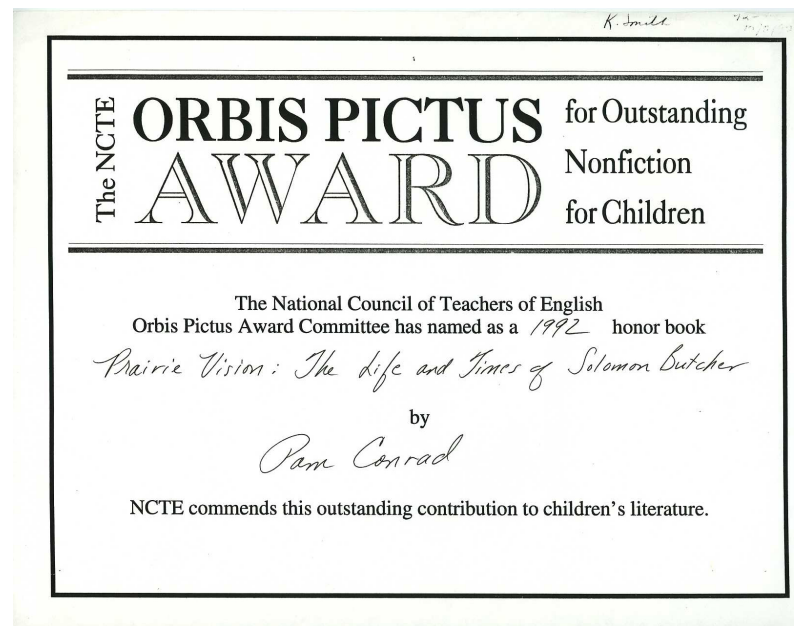 K. Smith
The NCTE
ORBIS PICTUS
AWARD
for Outstanding
Nonfiction
for Children
The National Council of Teachers of English
Orbis Pictus Award Committee has named as a 1992 honor book
Prairie Vision: The Life and Times of Solomon Butcher
by
Pam Conrad
NCTE commends this outstanding contribution to children's literature.